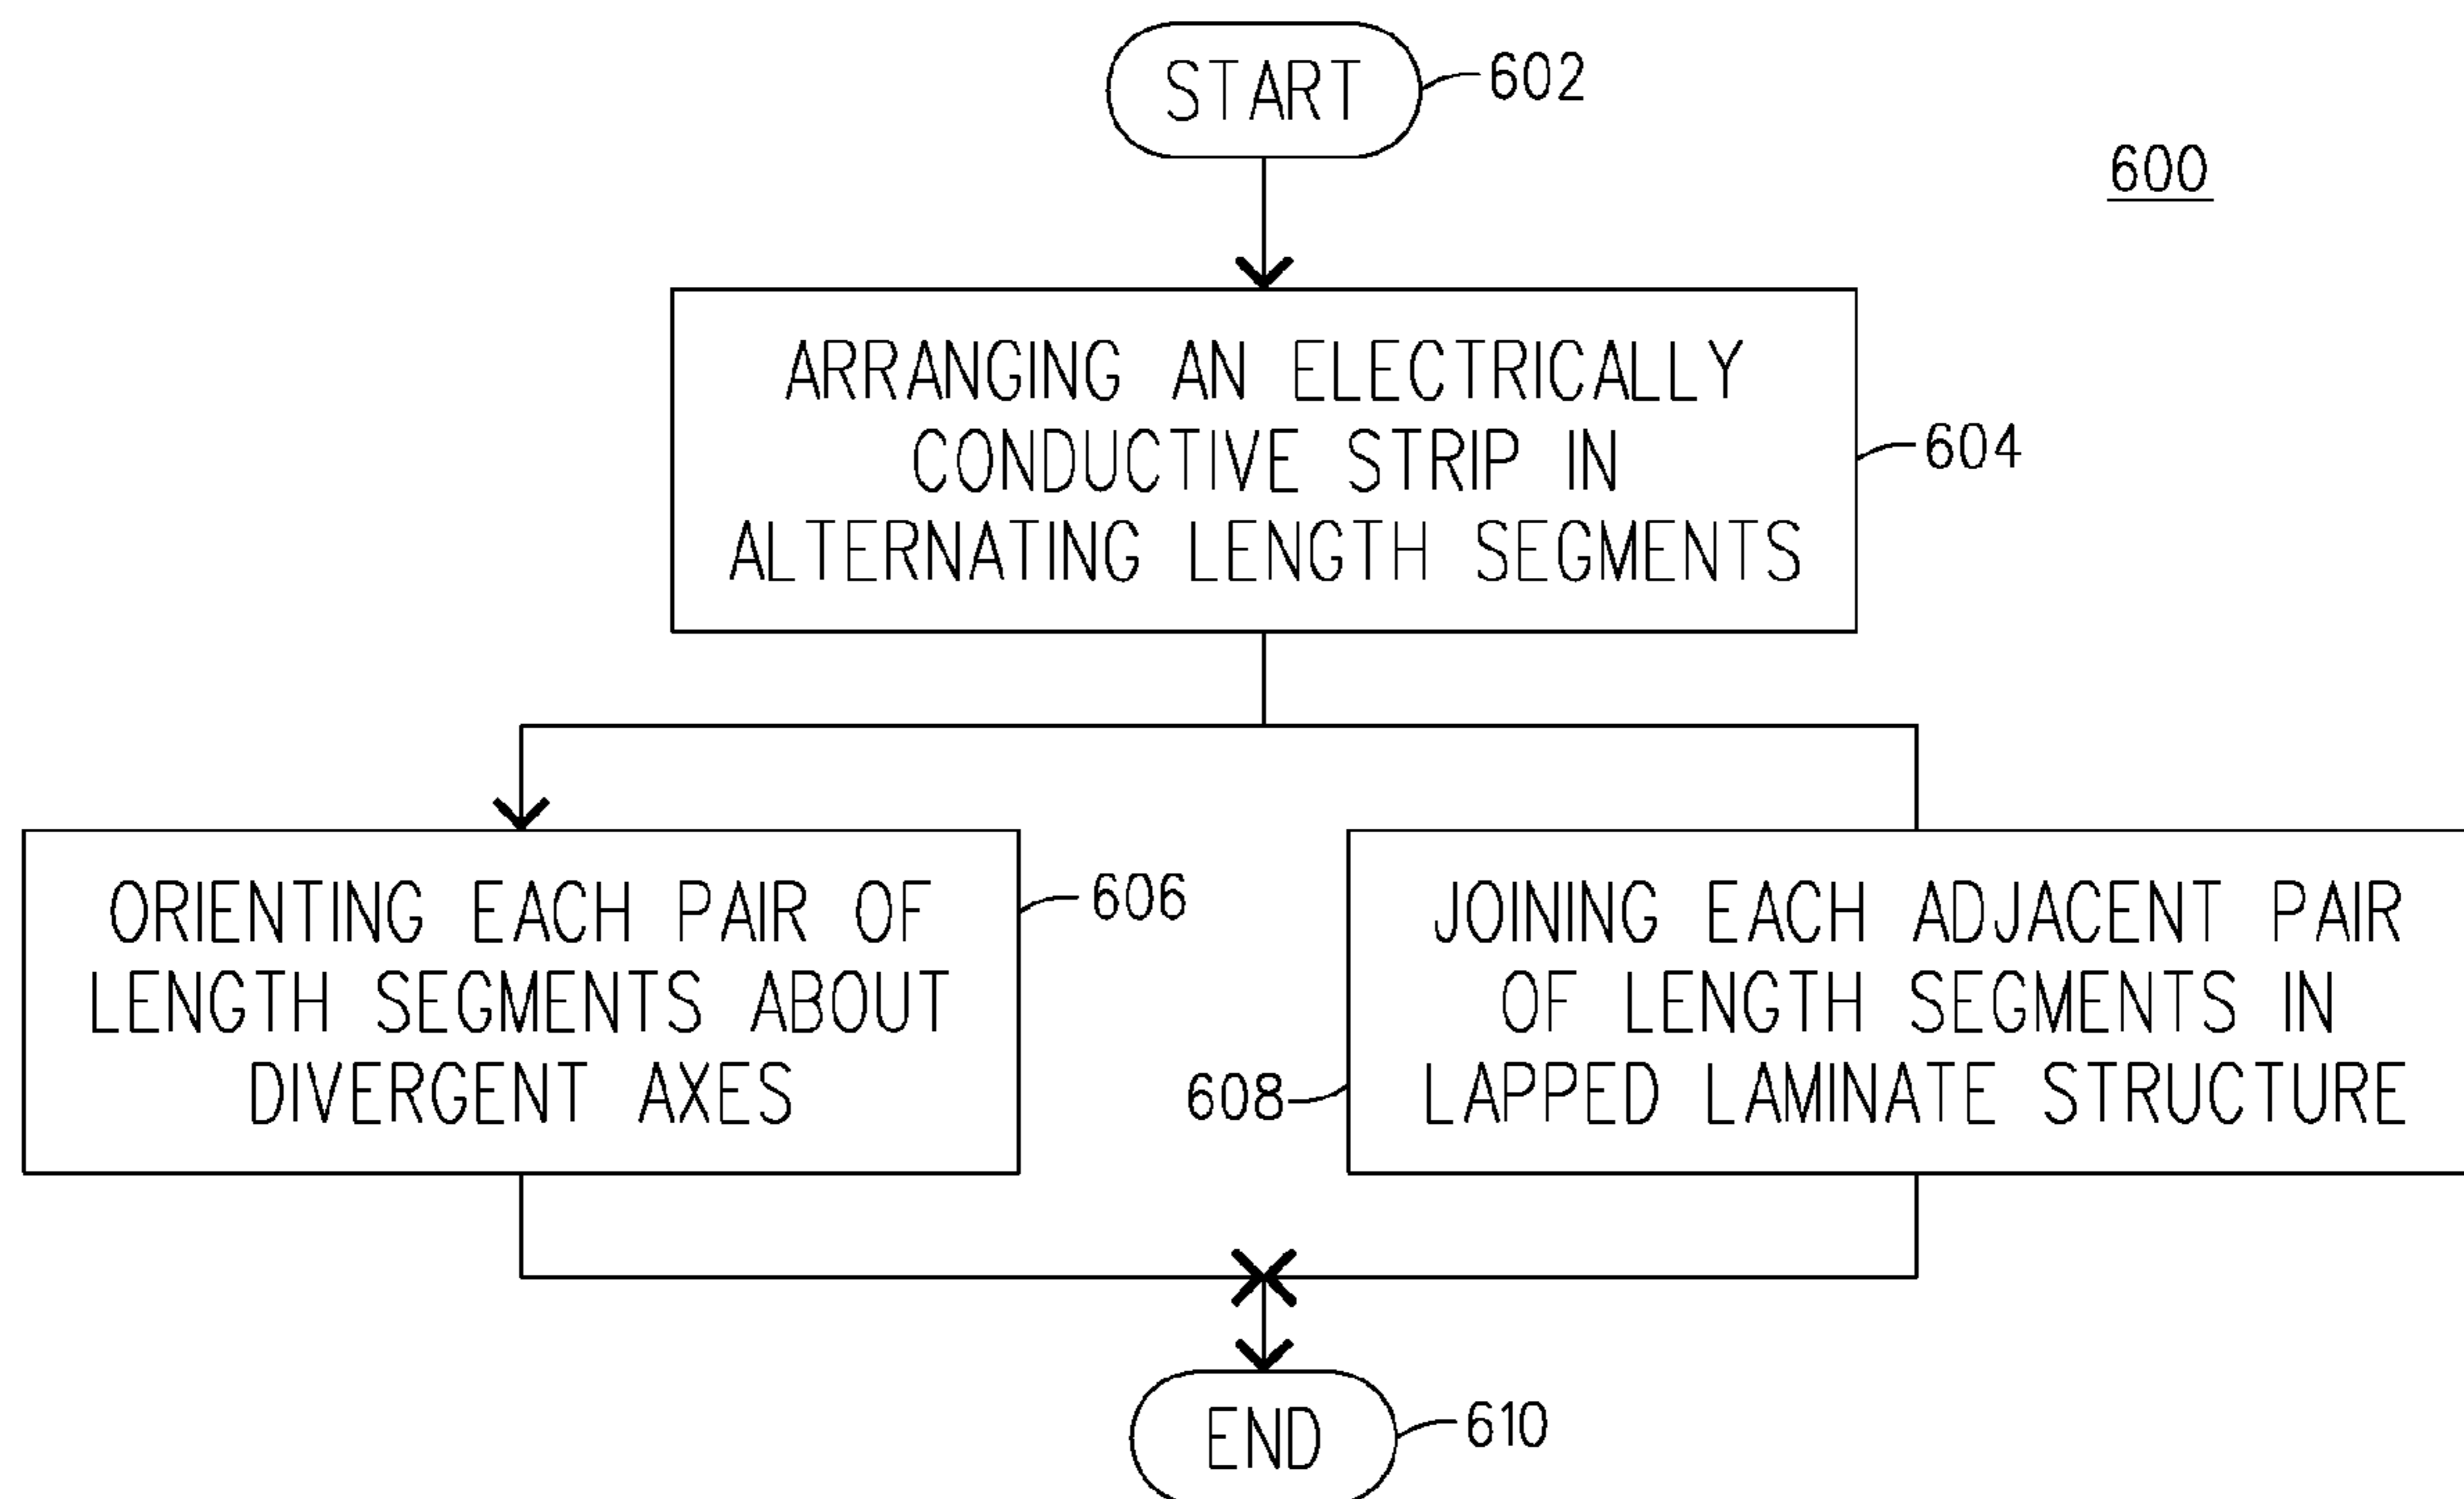 START
602
600
ARRANGING AN ELECTRICALLY
CONDUCTIVE STRIP IN
ALTERNATING LENGTH SEGMENTS
604
ORIENTING EACH PAIR OF
LENGTH SEGMENTS ABOUT
DIVERGENT AXES
606
JOINING EACH ADJACENT PAIR
OF LENGTH SEGMENTS IN
LAPPED LAMINATE STRUCTURE
608
END
610